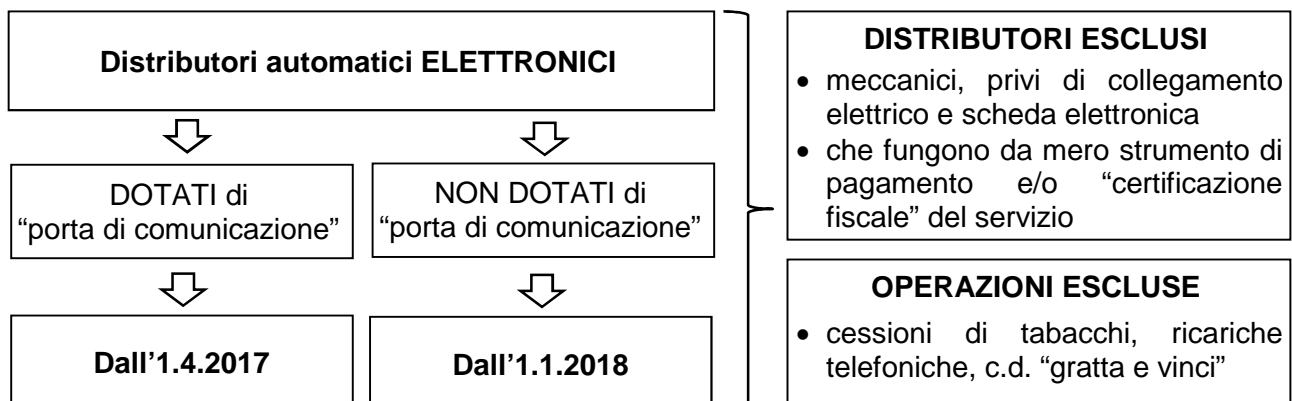 Distributori automatici ELETTRONICI
DOTATI di
“porta di comunicazione”
NON DOTATI di
“porta di comunicazione”
Dall’1.4.2017
Dall’1.1.2018
DISTRIBUTORI ESCLUSI
• meccanici, privi di collegamento
elettrico e scheda elettronica
• che fungono da mero strumento di
pagamento e/o “certificazione
fiscale” del servizio
OPERAZIONI ESCLUSE
• cessioni di tabacchi, ricariche
telefoniche, c.d. “gratta e vinci”